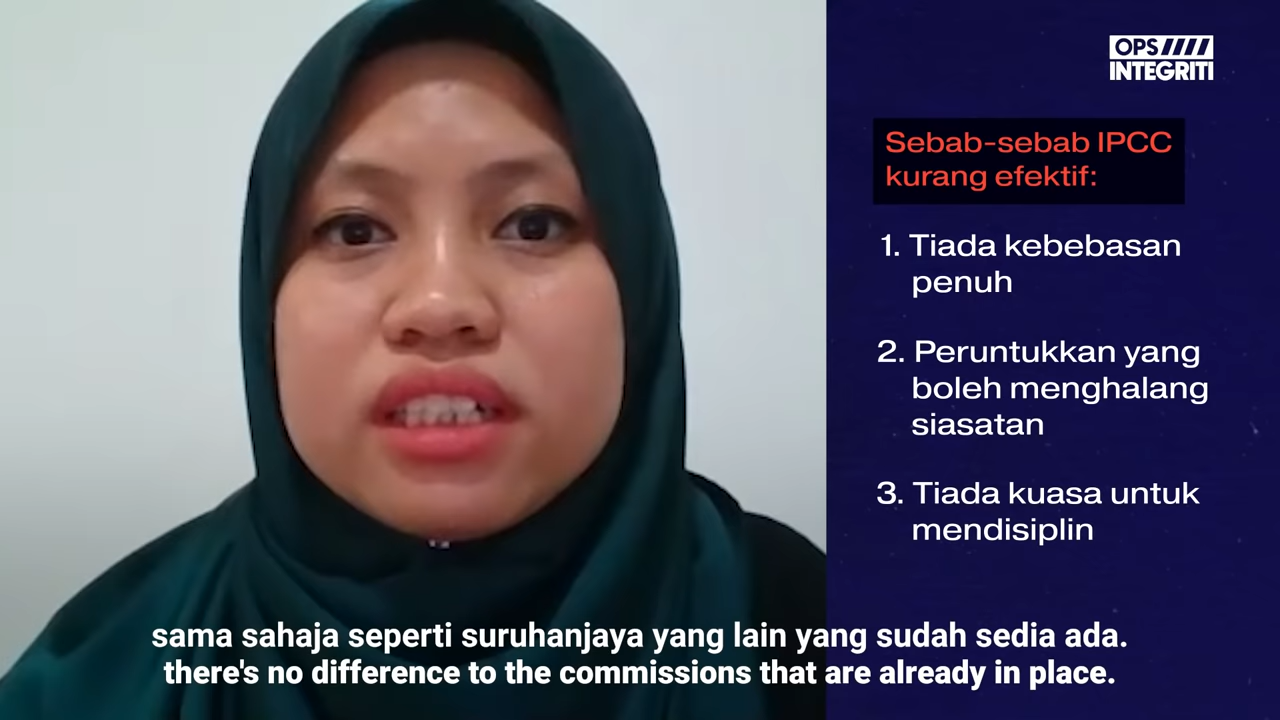 OPS
INTEGRITI
Sebab-sebab IPCC
kurang efektif:
1. Tiada kebebasan
penuh
2. Peruntukkan yang
boleh menghalang
siasatan
3. Tiada kuasa untuk
mendisiplin
sama sahaja seperti suruhanjaya yang lain yang sudah sedia ada.
there's no difference to the commissions that are already in place.